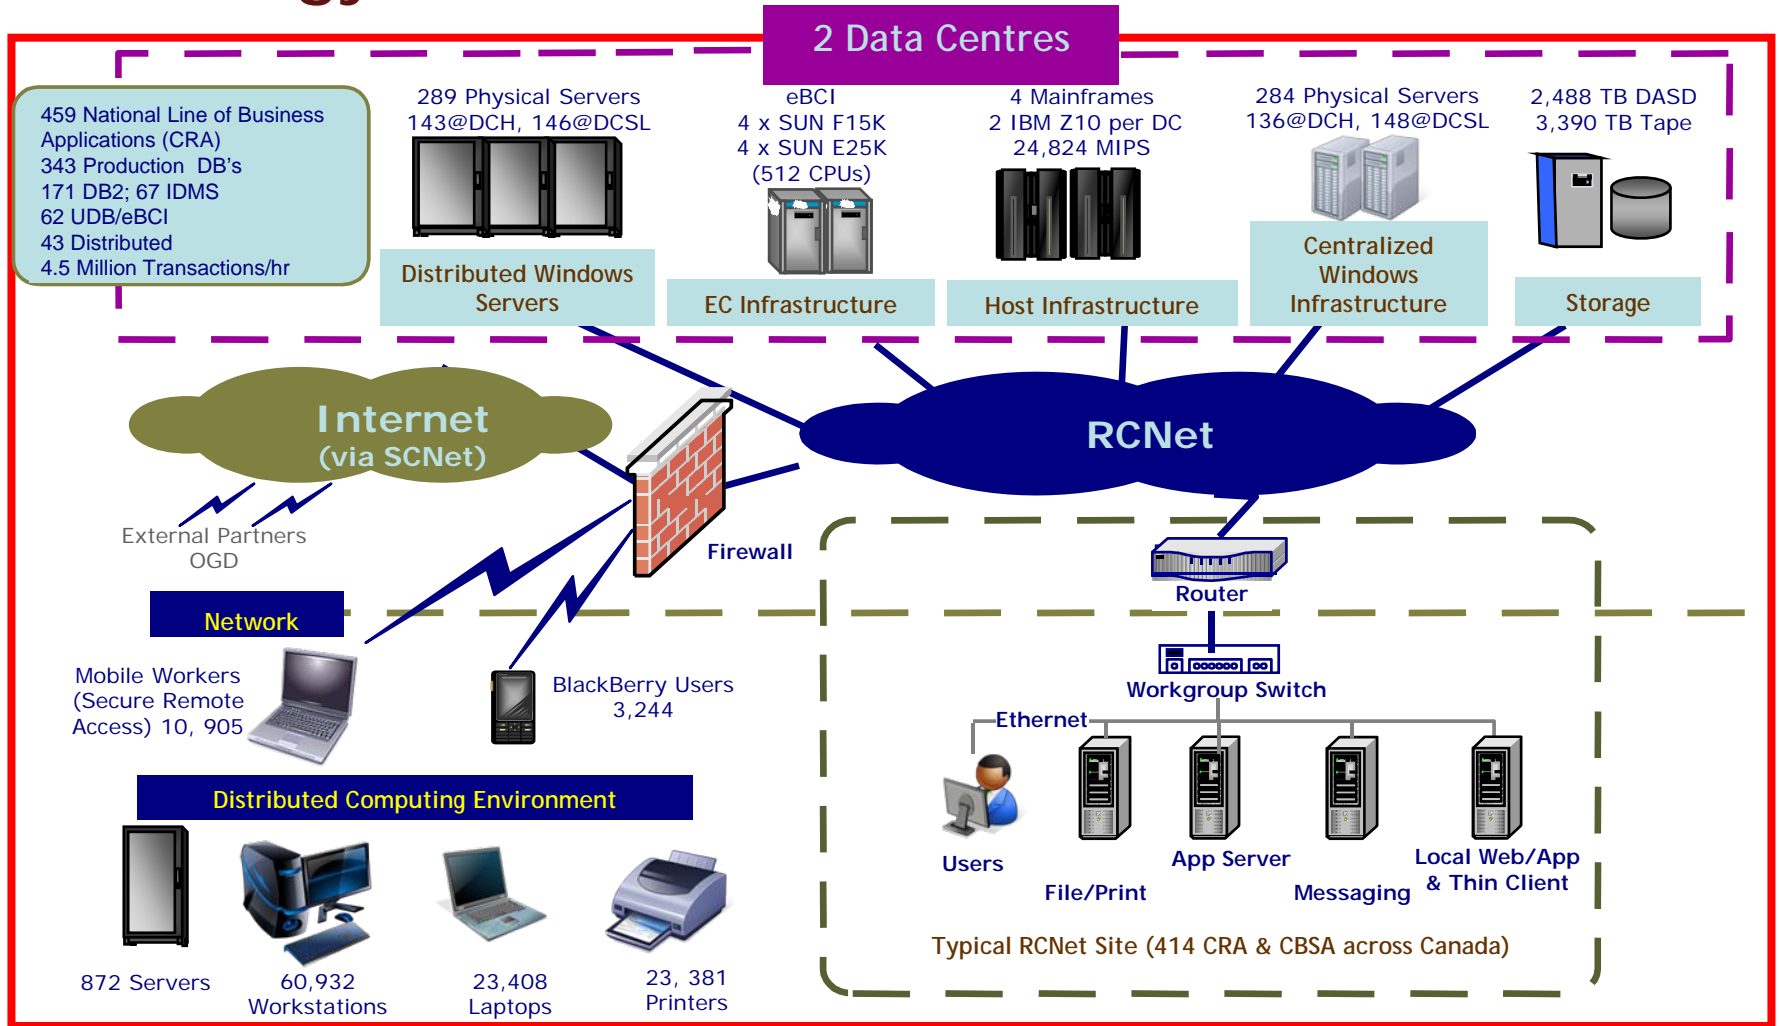 2 Data Centres
459 National Line of Business
Applications (CRA)
343 Production DB's
171 DB2; 67 IDMS
62 UDB/eBCI
43 Distributed
4.5 Million Transactions/hr
289 Physical Servers
143@DCH, 146@DCSL
Distributed Windows
Servers
eBCI
4 x SUN F15K
4 x SUN E25K
(512 CPUs)
EC Infrastructure
4 Mainframes
2 IBM Z10 per DC
24,824 MIPS
Host Infrastructure
284 Physical Servers
136@DCH, 148@DCSL
Centralized
Windows
Infrastructure
2,488 TB DASD
3,390 TB Tape
Storage
Internet
(via SCNet)
RCNet
External Partners
OGD
Firewall
Network
Mobile Workers
(Secure Remote
Access) 10, 905
BlackBerry Users
3,244
Router
Workgroup Switch
Ethernet
Users
File/Print
App Server
Messaging
Local Web/App
& Thin Client
Typical RCNet Site (414 CRA & CBSA across Canada)
Distributed Computing Environment
872 Servers
60,932
Workstations
23,408
Laptops
23, 381
Printers